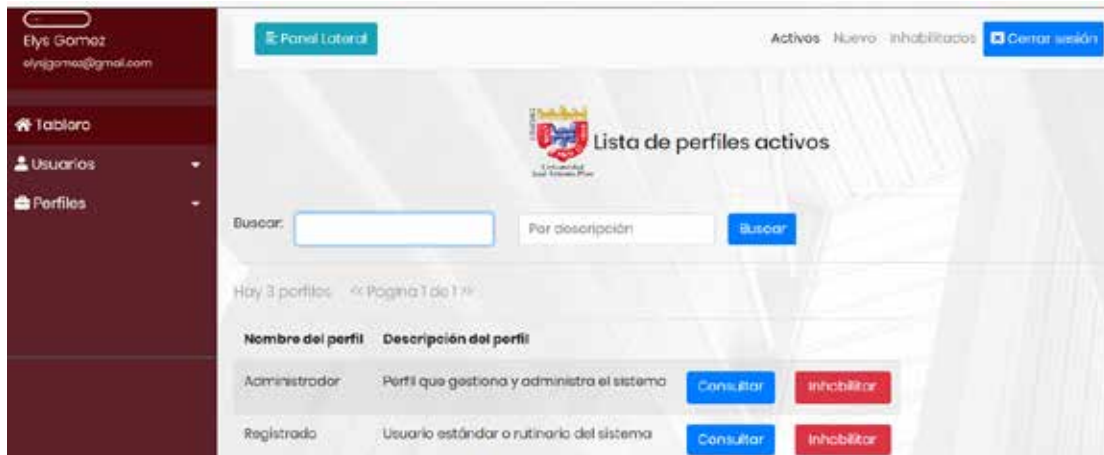 Elys Gomez
elysjgomez@gmail.com
Tablero
Usuarios
Perfiles
Panel Lateral
Activos Nuevo Inhabilitados Cerrar sesión
Lista de perfiles activos
Buscar: Por descripción Buscar
Hay 3 perfiles << Pagina 1 de 1 >>
Nombre del perfil Descripción del perfil
Administrador Perfil que gestiona y administra el sistema Consultar Inhabilitar
Registrado Usuario estándar o rutinario del sistema Consultar Inhabilitar